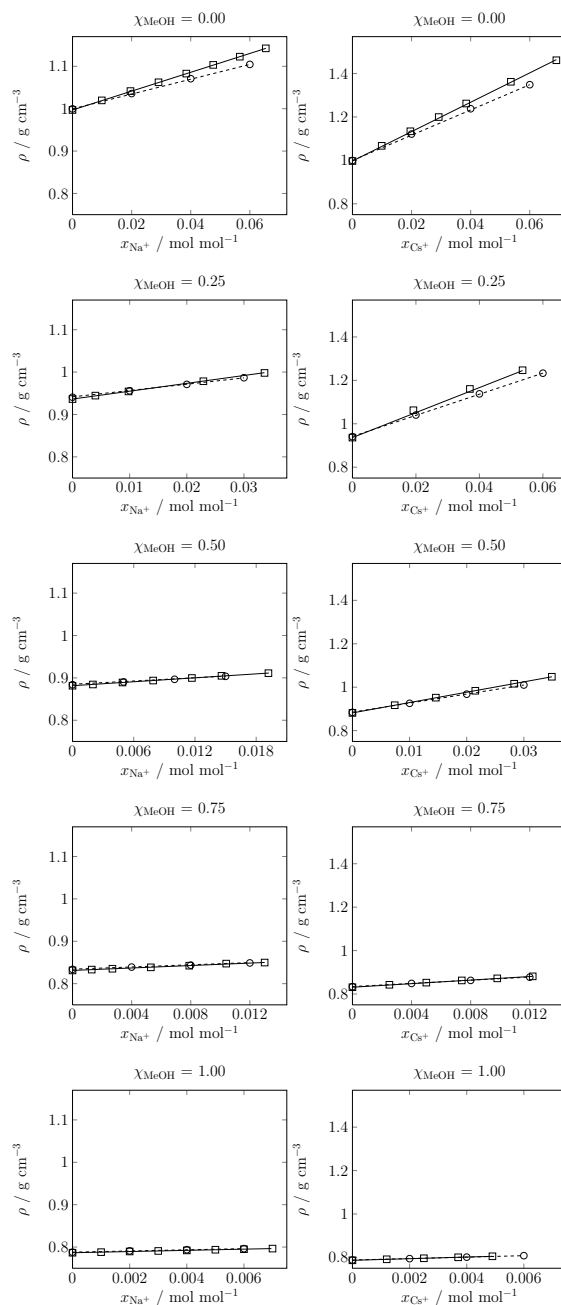 χMeOH = 0.00
χMeOH = 0.00
1.1
1
0.9
0.8
ρ / g cm−3
0 0.02 0.04 0.06
xNa+ / mol mol−1
1.4
1.2
1
0.8
ρ / g cm−3
0 0.02 0.04 0.06
xCs+ / mol mol−1
χMeOH = 0.25
χMeOH = 0.25
1.1
1
0.9
0.8
ρ / g cm−3
0 0.01 0.02 0.03
xNa+ / mol mol−1
1.4
1.2
1
0.8
ρ / g cm−3
0 0.02 0.04 0.06
xCs+ / mol mol−1
χMeOH = 0.50
χMeOH = 0.50
1.1
1
0.9
0.8
ρ / g cm−3
0 0.006 0.012 0.018
xNa+ / mol mol−1
1.4
1.2
1
0.8
ρ / g cm−3
0 0.01 0.02 0.03
xCs+ / mol mol−1
χMeOH = 0.75
χMeOH = 0.75
1.1
1
0.9
0.8
ρ / g cm−3
0 0.004 0.008 0.012
xNa+ / mol mol−1
1.4
1.2
1
0.8
ρ / g cm−3
0 0.004 0.008 0.012
xCs+ / mol mol−1
χMeOH = 1.00
χMeOH = 1.00
1.1
1
0.9
0.8
ρ / g cm−3
0 0.002 0.004 0.006
xNa+ / mol mol−1
1.4
1.2
1
0.8
ρ / g cm−3
0 0.002 0.004 0.006
xCs+ / mol mol−1